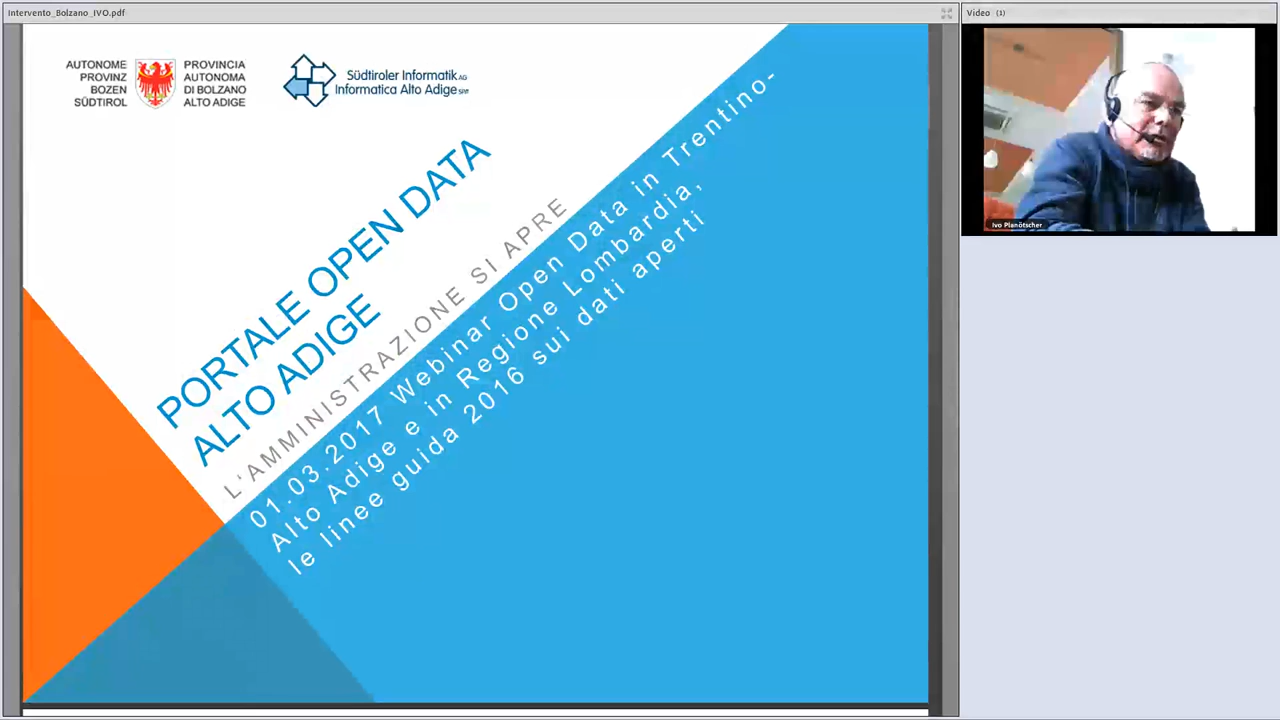 Intervento_Bolzano_IVO.pdf
Video (1)
AUTONOME
PROVINZ
BOZEN
SÜDTIROL
PROVINCIA
AUTONOMA
DI BOLZANO
ALTO ADIGE
Südtiroler Informatik AG
Informatica Alto Adige SPA
PORTALE OPEN DATA
ALTO ADIGE
L'AMMINISTRAZIONE SI APRE
01.03.2017 Webinar Open Data in Trentino-
Alto Adige e in Regione Lombardia,
le linee guida 2016 sui dati aperti
Ivo Planötscher